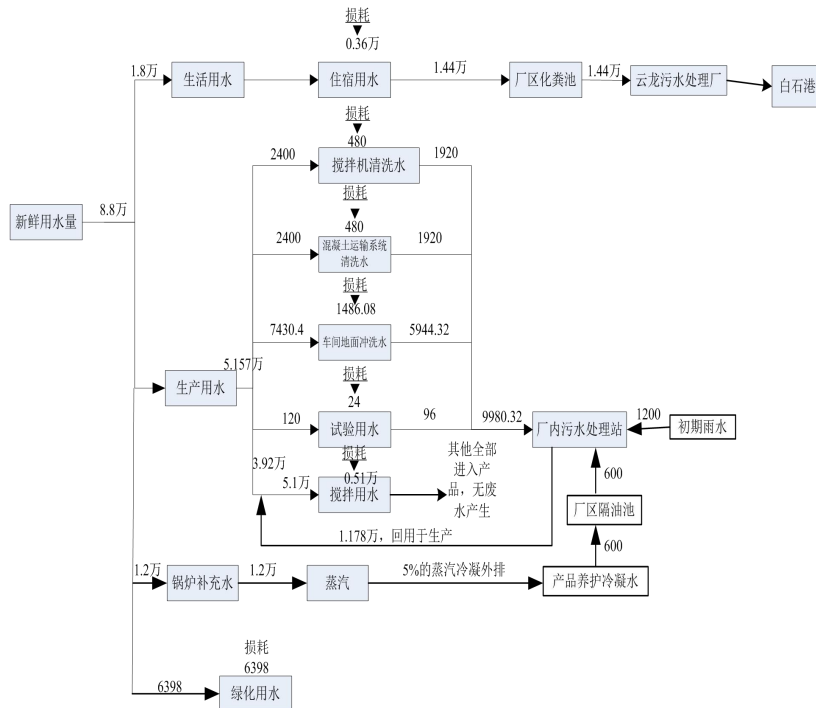 损耗
0.36万
1.8万
生活用水
住宿用水
1.44万
厂区化粪池
1.44万
云龙污水处理厂
白石港
损耗
480
2400
搅拌机清洗水
1920
损耗
480
新鲜用水量
8.8万
2400
混凝土运输系统
清洗水
1920
损耗
1486.08
7430.4
车间地面冲洗水
5944.32
5.157万
生产用水
损耗
24
120
试验用水
96
9980.32
厂内污水处理站
1200
初期雨水
3.92万
损耗
0.51万
5.1万
搅拌用水
其他全部
进入产
品，无废
水产生
600
厂区隔油池
1.178万，回用于生产
600
1.2万
锅炉补充水
1.2万
蒸汽
5%的蒸汽冷凝外排
产品养护冷凝水
损耗
6398
6398
绿化用水